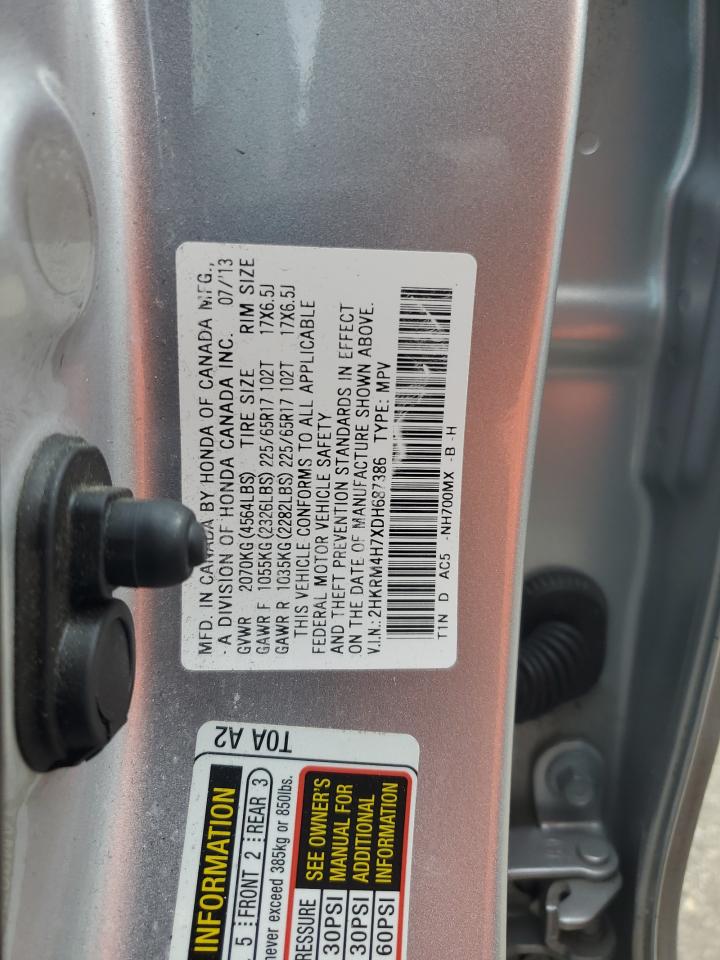 MFD. IN CANADA BY HONDA OF CANADA MFG.,
- A DIVISION OF HONDA CANADA INC. 07/13
GVWR 2070KG(4564LBS) TIRE SIZE RIM SIZE
GAWR F 1055KG(2326LBS)225/65R17 102T 17X6.5J
GAWR R 1035KG(2282LBS)225/65R17 102T 17X6.5J
THIS VEHICLE CONFORMS TO ALL APPLICABLE
FEDERAL MOTOR VEHICLE SAFETY
AND THEFT PREVENTION STANDARDS IN EFFECT
ON THE DATE OF MANUFACTURE SHOWN ABOVE.
V.I.N.: 2HKRM4H7XDH687386 TYPE: MPV
T1N D AC5 -NH700MX -B -H
T0A A2
INFORMATION
5 FRONT 2 REAR 3
never exceed 385kg or 850lbs.
SEE OWNER'S
MANUAL FOR
ADDITIONAL
INFORMATION
30PSI
30PSI
60PSI